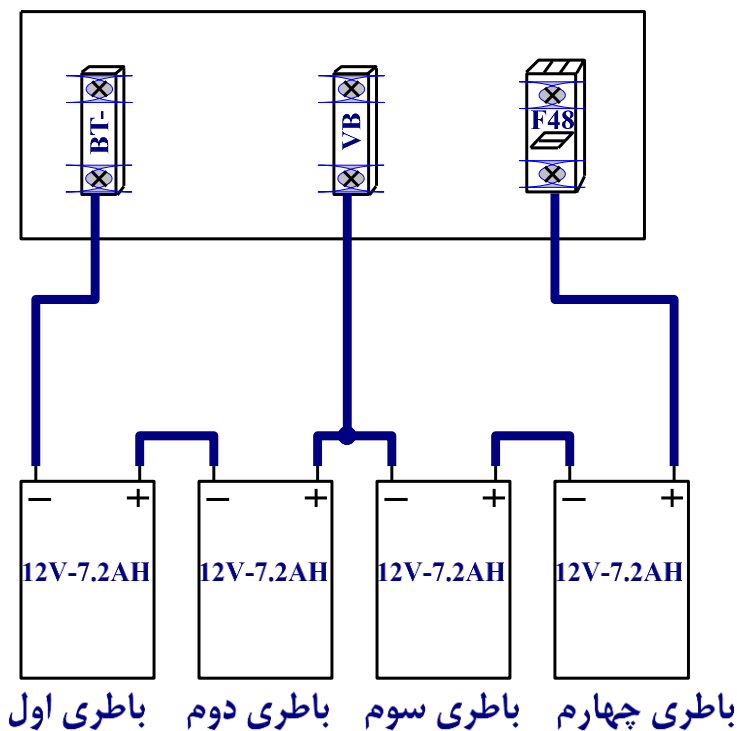 BT-
VB
F48
− +
− +
− +
− +
12V-7.2AH
12V-7.2AH
12V-7.2AH
12V-7.2AH
باطری اول
باطری دوم
باطری سوم
باطری چهارم